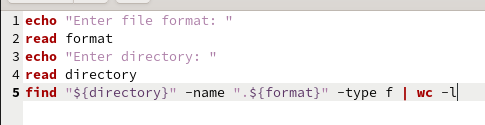 1 echo "Enter file format: "
2 read format
3 echo "Enter directory: "
4 read directory
5 find "${directory}" -name ".${format}" -type f | wc -l